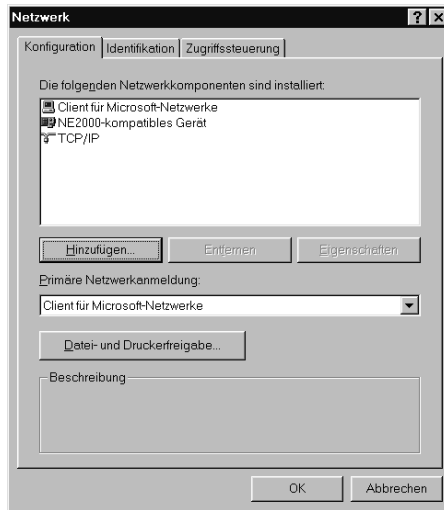 Netzwerk
Konfiguration Identifikation Zugriffssteuerung
Die folgenden Netzwerkkomponenten sind installiert:
Client für Microsoft-Netzwerke
NE2000-kompatibles Gerät
TCP/IP
Hinzufügen... Entfernen Eigenschaften
Primäre Netzwerkanmeldung:
Client für Microsoft-Netzwerke
Datei- und Druckerfreigabe...
Beschreibung
OK Abbrechen